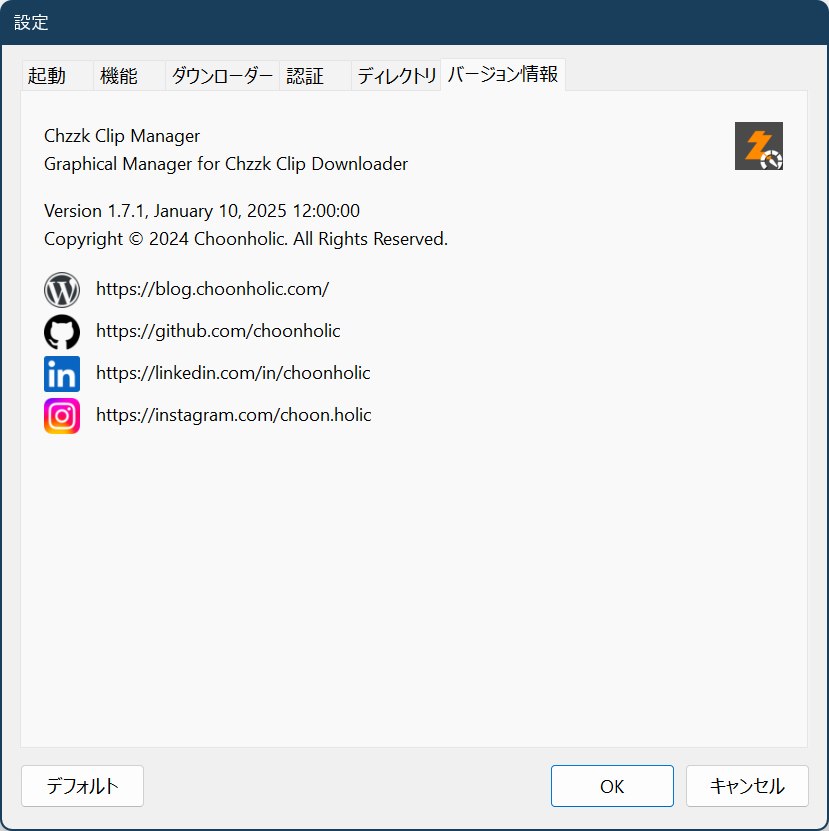 設定
起動 機能 ダウンローダー 認証 ディレクトリ バージョン情報
Chzzk Clip Manager
Graphical Manager for Chzzk Clip Downloader
Version 1.7.1, January 10, 2025 12:00:00
Copyright © 2024 Choonholic. All Rights Reserved.
https://blog.choonholic.com/
https://github.com/choonholic
https://linkedin.com/in/choonholic
https://instagram.com/choon.holic
デフォルト OK キャンセル